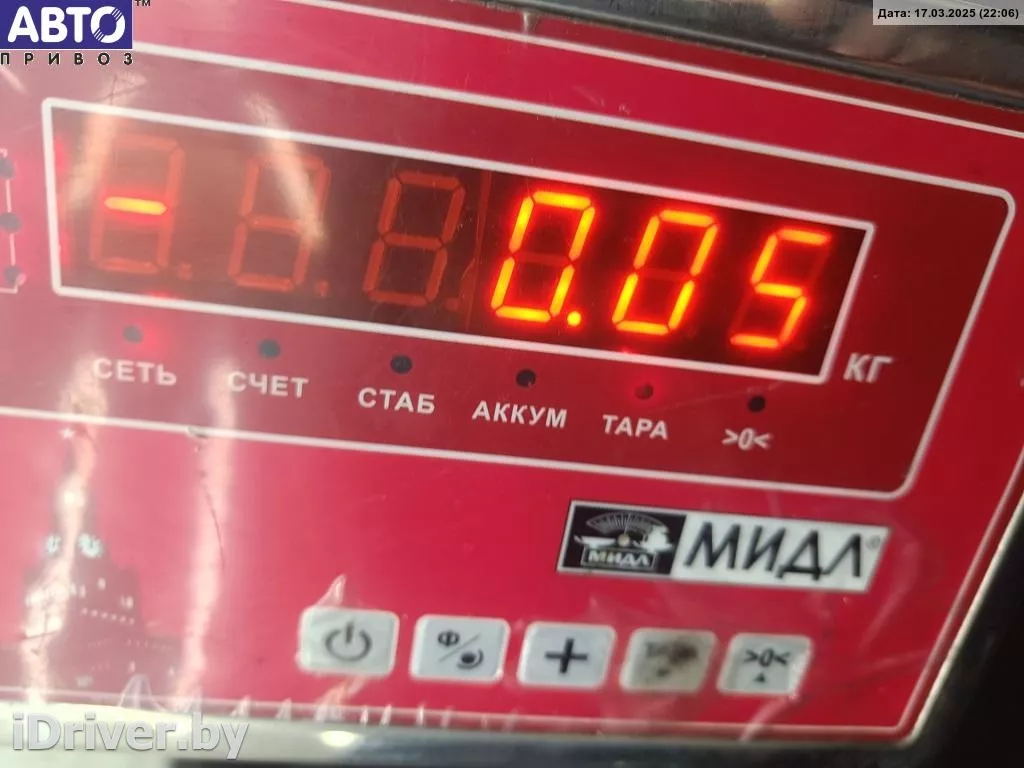 АВТО™
ПРИВОЗ
Дата: 17.03.2025 (22:06)
- 0.05
КГ
СЕТЬ СЧЕТ СТАБ АККУМ ТАРА >0<
МИДЛ МИДЛ®
Ф + >0<
iDriver.by